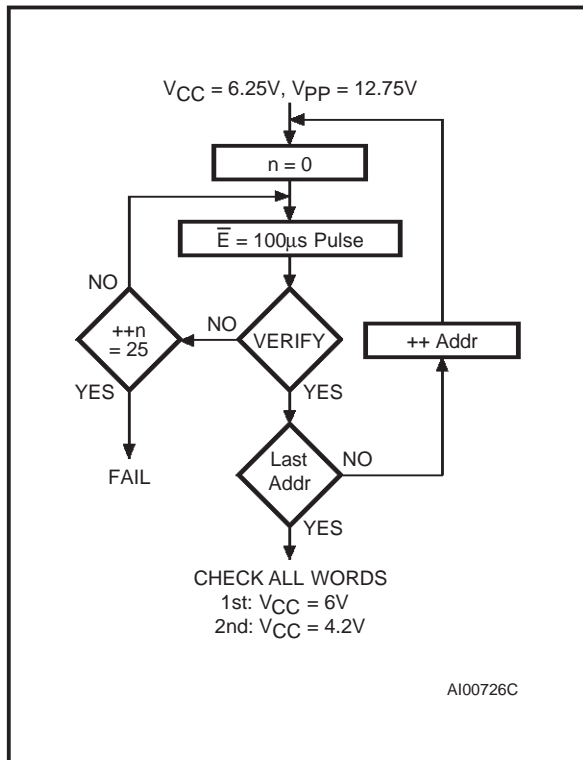 VCC = 6.25V, VPP = 12.75V
n = 0
E̅ = 100μs Pulse
NO
++n
= 25
NO
VERIFY
++ Addr
YES
YES
Last
Addr
NO
FAIL
YES
CHECK ALL WORDS
1st: VCC = 6V
2nd: VCC = 4.2V
AI00726C